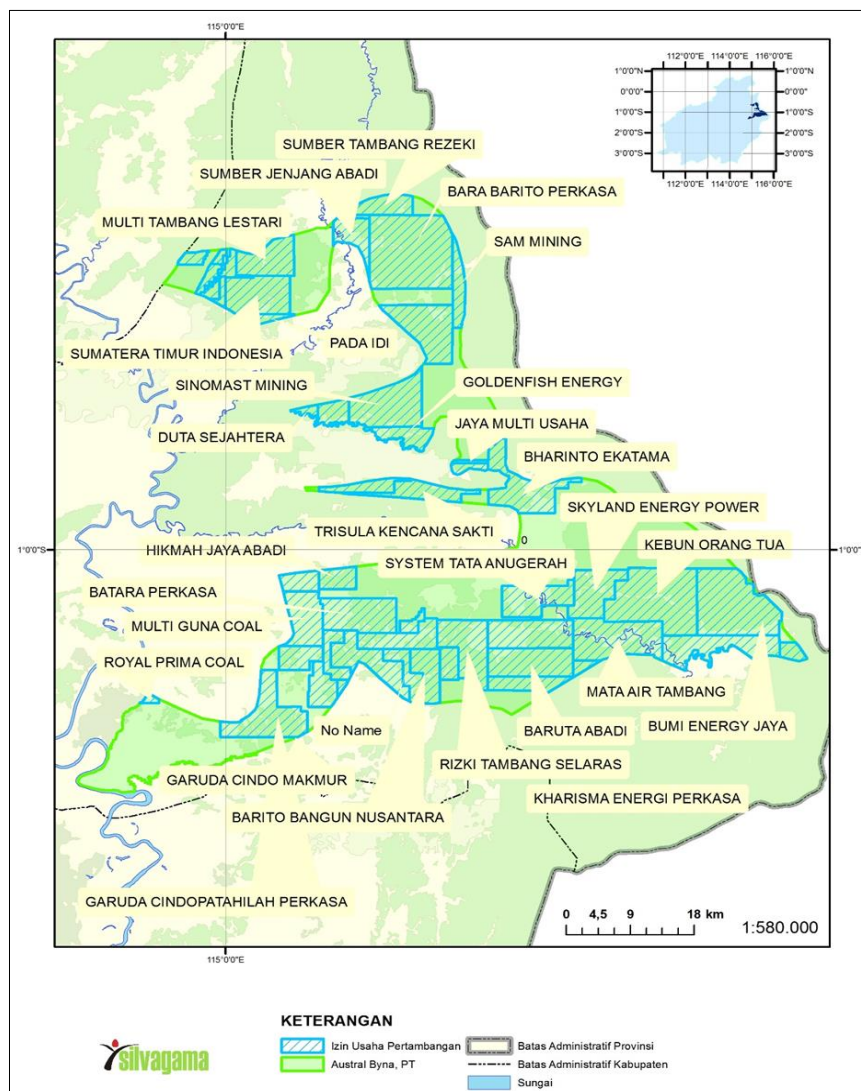 115°0'0"E
112°0'0"E 114°0'0"E 116°0'0"E
1°0'0"N 1°0'0"N
0°0'0" 0°0'0"
-1°0'0"S -1°0'0"S
-2°0'0"S -2°0'0"S
-3°0'0"S -3°0'0"S
112°0'0"E 114°0'0"E 116°0'0"E
SUMBER TAMBANG REZEKI
SUMBER JENJANG ABADI
BARA BARITO PERKASA
MULTI TAMBANG LESTARI
SAM MINING
SUMATERA TIMUR INDONESIA
PADA IDI
SINOMAST MINING
GOLDENFISH ENERGY
JAYA MULTI USAHA
DUTA SEJAHTERA
BHARINTO EKATAMA
SKYLAND ENERGY POWER
TRISULA KENCANA SAKTI
0
KEBUN ORANG TUA
1°0'0"S 1°0'0"S
HIKMAH JAYA ABADI
SYSTEM TATA ANUGERAH
BATARA PERKASA
MULTI GUNA COAL
ROYAL PRIMA COAL
MATA AIR TAMBANG
No Name
BARUTA ABADI
BUMI ENERGY JAYA
GARUDA CINDO MAKMUR
RIZKI TAMBANG SELARAS
KHARISMA ENERGI PERKASA
BARITO BANGUN NUSANTARA
GARUDA CINDOPATAHILAH PERKASA
0 4,5 9 18 km
1:580.000
115°0'0"E
KETERANGAN
Izin Usaha Pertambangan
Austral Byna, PT
Batas Administratif Provinsi
Batas Administratif Kabupaten
Sungai
silvagama